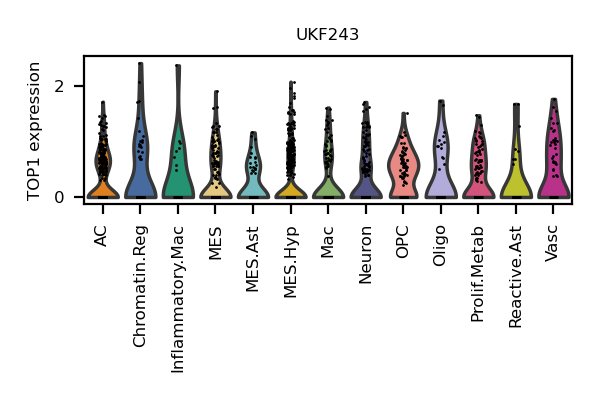 UKF243
TOP1 expression
2
0
AC
Chromatin.Reg
Inflammatory.Mac
MES
MES.Ast
MES.Hyp
Mac
Neuron
OPC
Oligo
Prolif.Metab
Reactive.Ast
Vasc